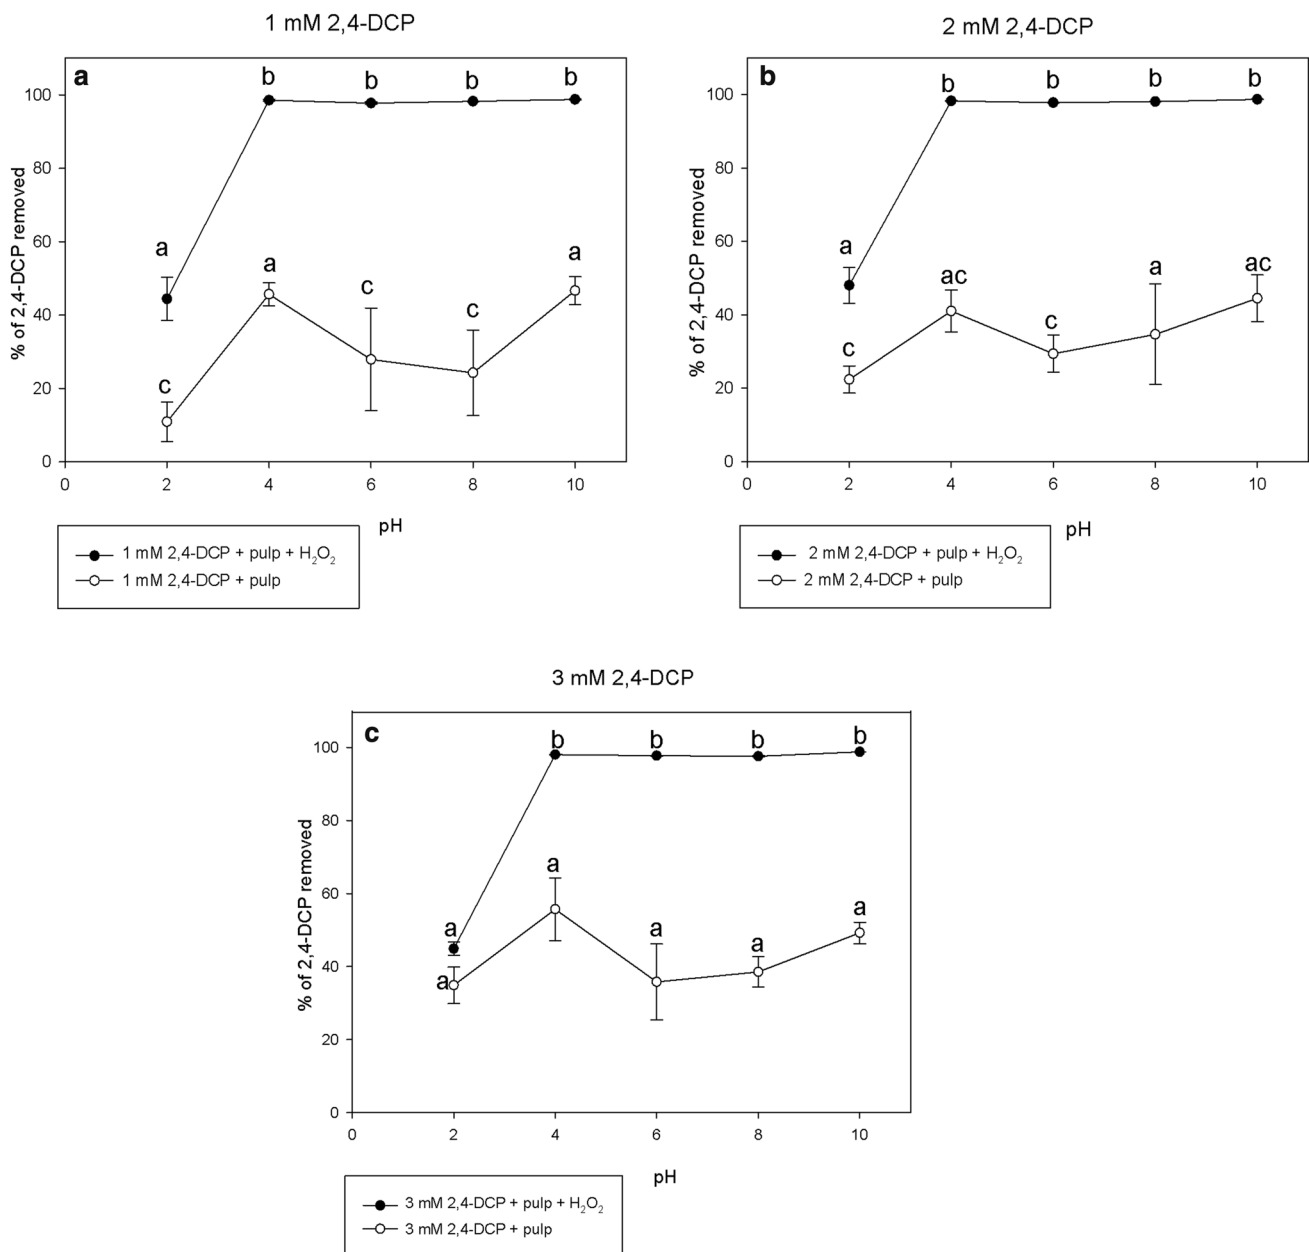 1 mM 2,4-DCP
a
b
b
b
b
100
80
60
40
20
0
% of 2,4-DCP removed
a
a
c
c
a
c
0
2
4
6
8
10
pH
1 mM 2,4-DCP + pulp + H₂O₂
1 mM 2,4-DCP + pulp
2 mM 2,4-DCP
b
b
b
b
b
100
80
60
40
20
0
% of 2,4-DCP removed
a
ac
c
a
ac
c
0
2
4
6
8
10
pH
2 mM 2,4-DCP + pulp + H₂O₂
2 mM 2,4-DCP + pulp
3 mM 2,4-DCP
c
b
b
b
b
100
80
60
40
20
0
% of 2,4-DCP removed
a
a
a
a
a
a
0
2
4
6
8
10
pH
3 mM 2,4-DCP + pulp + H₂O₂
3 mM 2,4-DCP + pulp